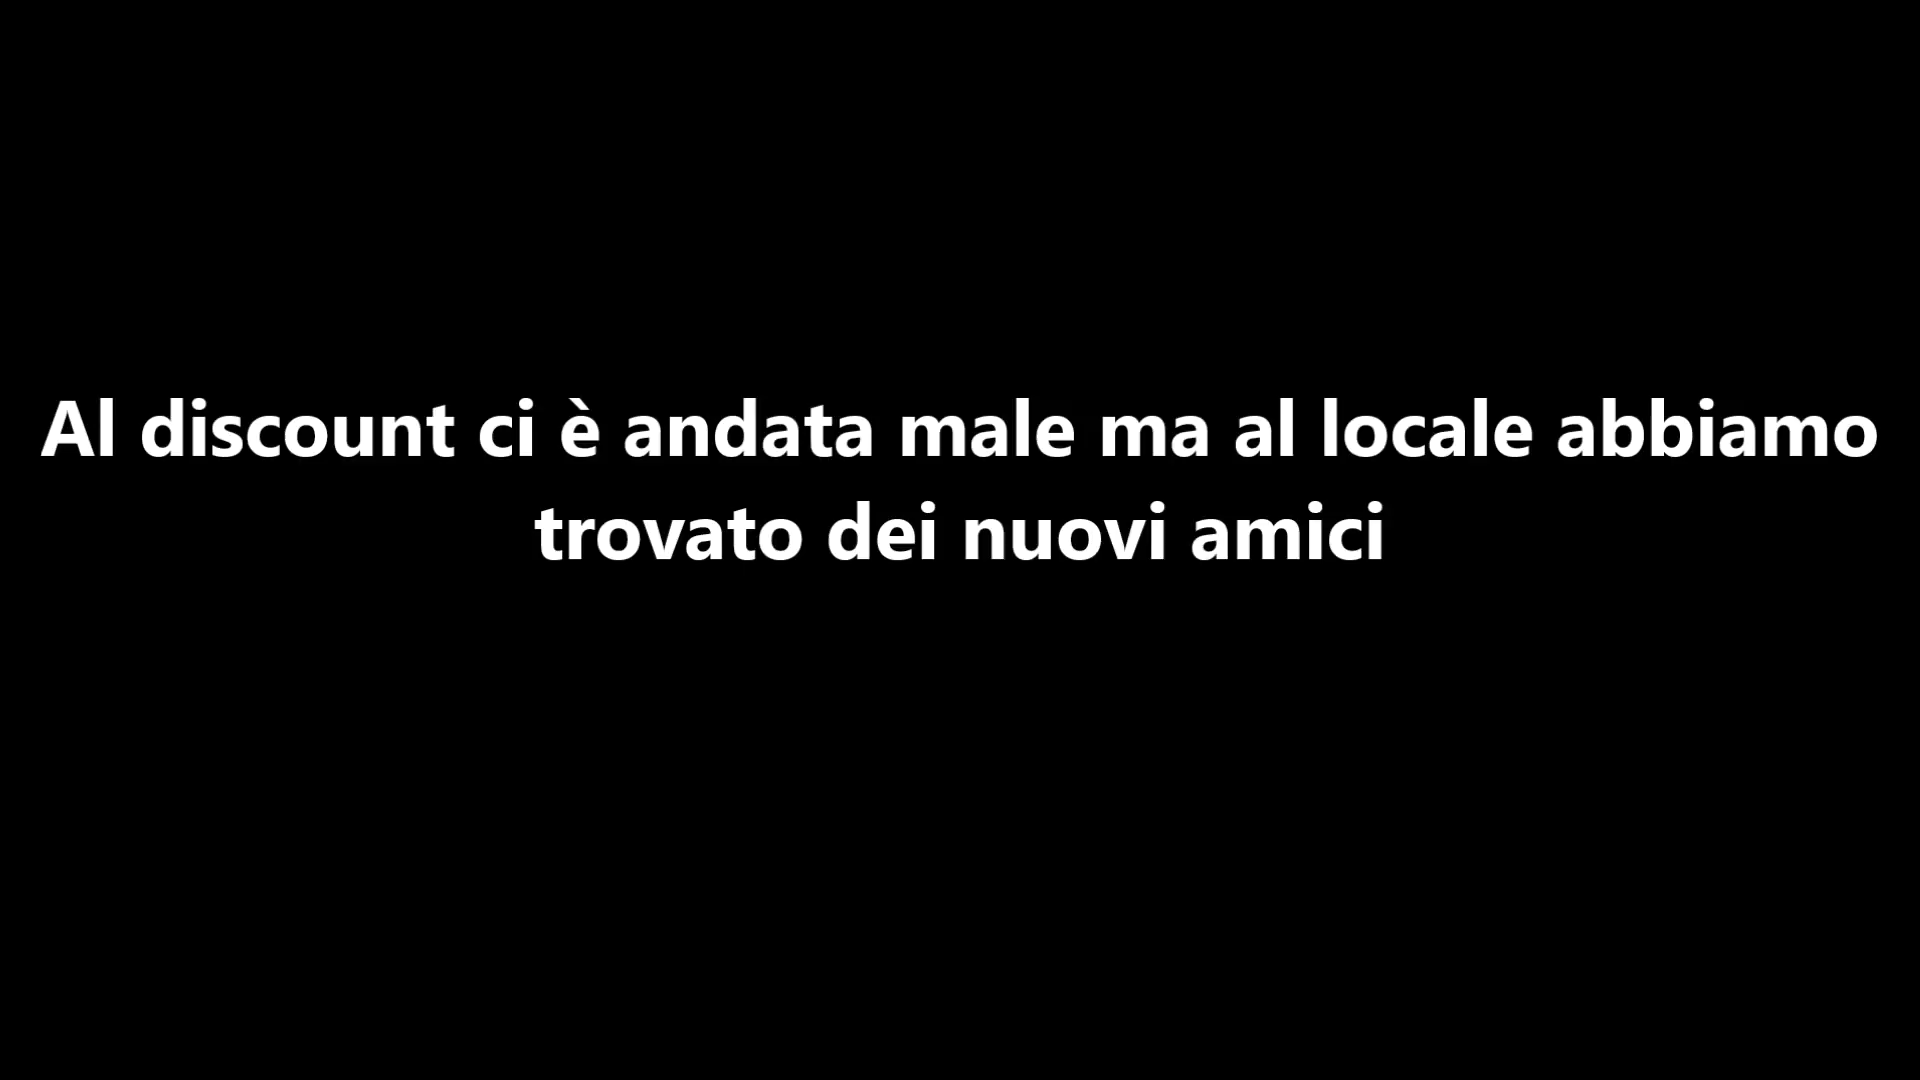 Al discount ci è andata male ma al locale abbiamo
trovato dei nuovi amici